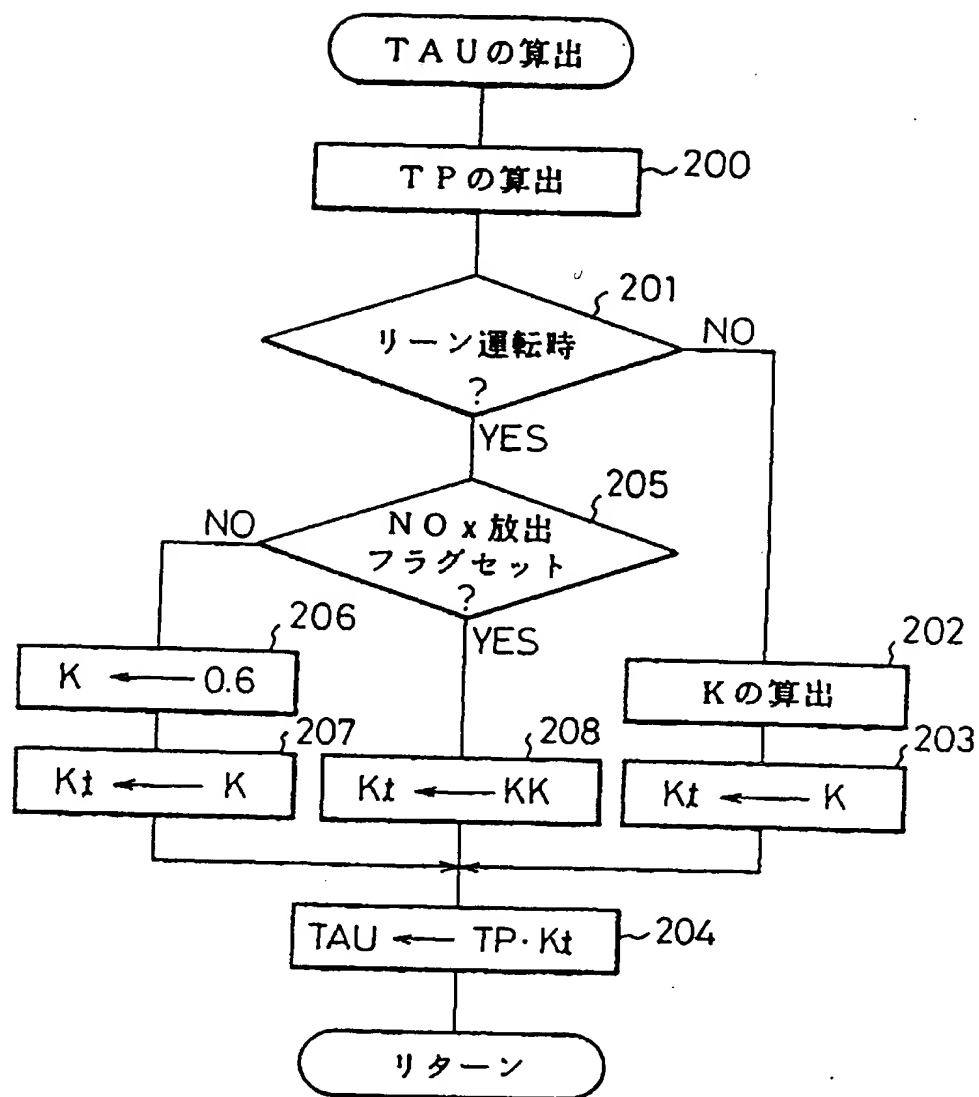 TAUの算出
TPの算出
200
リーン運転時
?
201
NO
YES
NOx放出
フラグセット
?
205
NO
YES
206
K ← 0.6
202
Kの算出
207
Kt ← K
208
Kt ← KK
203
Kt ← K
TAU ← TP·Kt
204
リターン